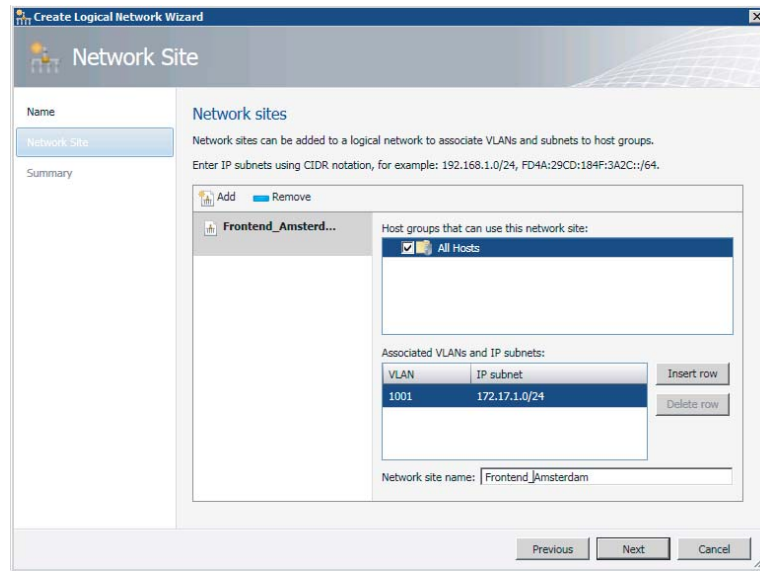 Create Logical Network Wizard
Network Site
Name
Network Site
Summary
Network sites
Network sites can be added to a logical network to associate VLANs and subnets to host groups.
Enter IP subnets using CIDR notation, for example: 192.168.1.0/24, FD4A:29CD:184F:3A2C::/64.
Add Remove
Frontend_Amsterd...
Host groups that can use this network site:
All Hosts
Associated VLANs and IP subnets:
VLAN IP subnet
1001 172.17.1.0/24
Insert row
Delete row
Network site name: Frontend_Amsterdam
Previous Next Cancel